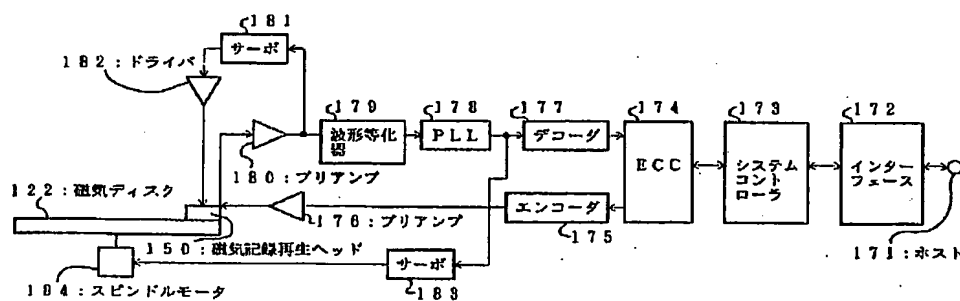 181
サーボ
182:ドライバ
179
178
177
174
173
172
波形等化
器
PLL
デコーダ
ECC
システム
コントロ
ーラ
インター
フェース
180:プリアンプ
122:磁気ディスク
エンコーダ
176:プリアンプ
175
150:磁気記録再生ヘッド
171:ホスト
サーボ
184:スピンドルモータ
183